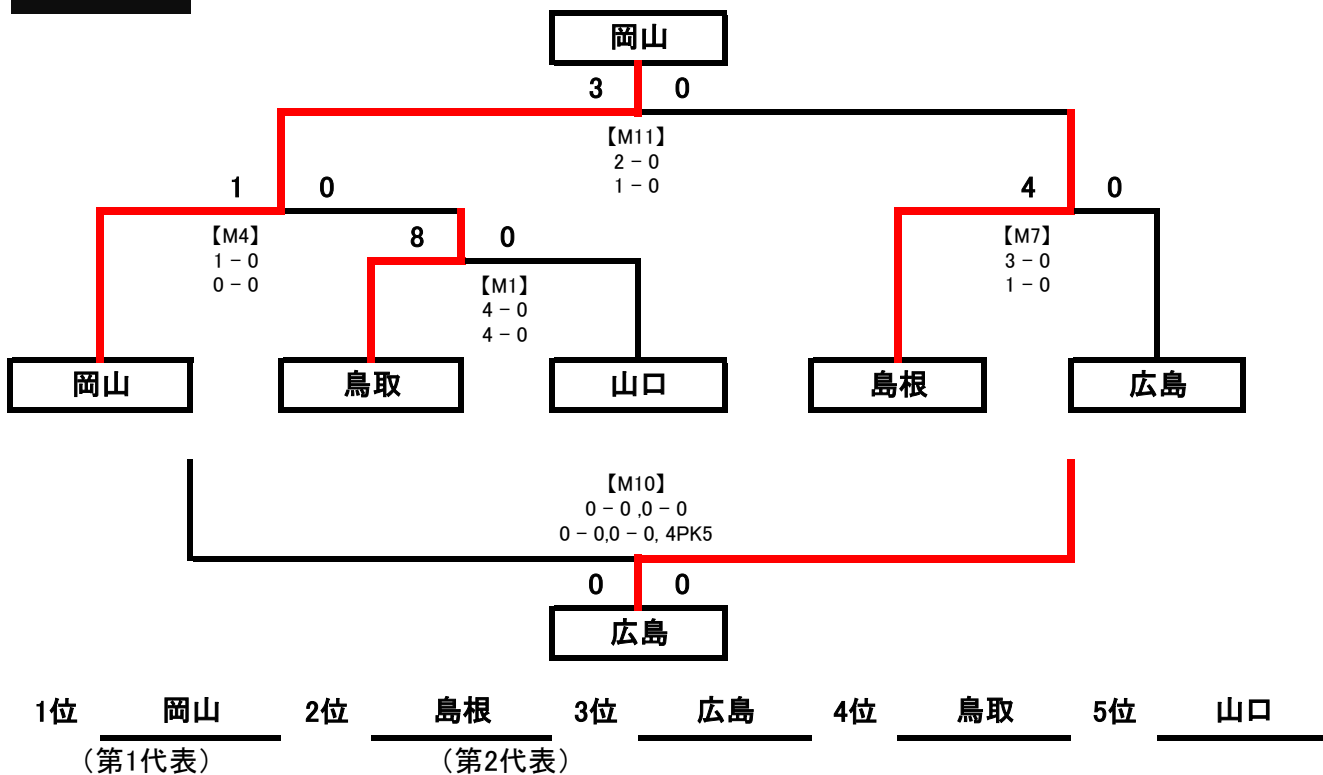 岡山
3 0
【M11】
2 − 0
1 − 0
1 0
4 0
【M4】
1 − 0
0 − 0
8 0
【M7】
3 − 0
1 − 0
【M1】
4 − 0
4 − 0
岡山 鳥取 山口 島根 広島
【M10】
0 − 0 ,0 − 0
0 − 0,0 − 0, 4PK5
0 0
広島
1位 岡山 2位 島根 3位 広島 4位 鳥取 5位 山口
（第1代表） （第2代表）